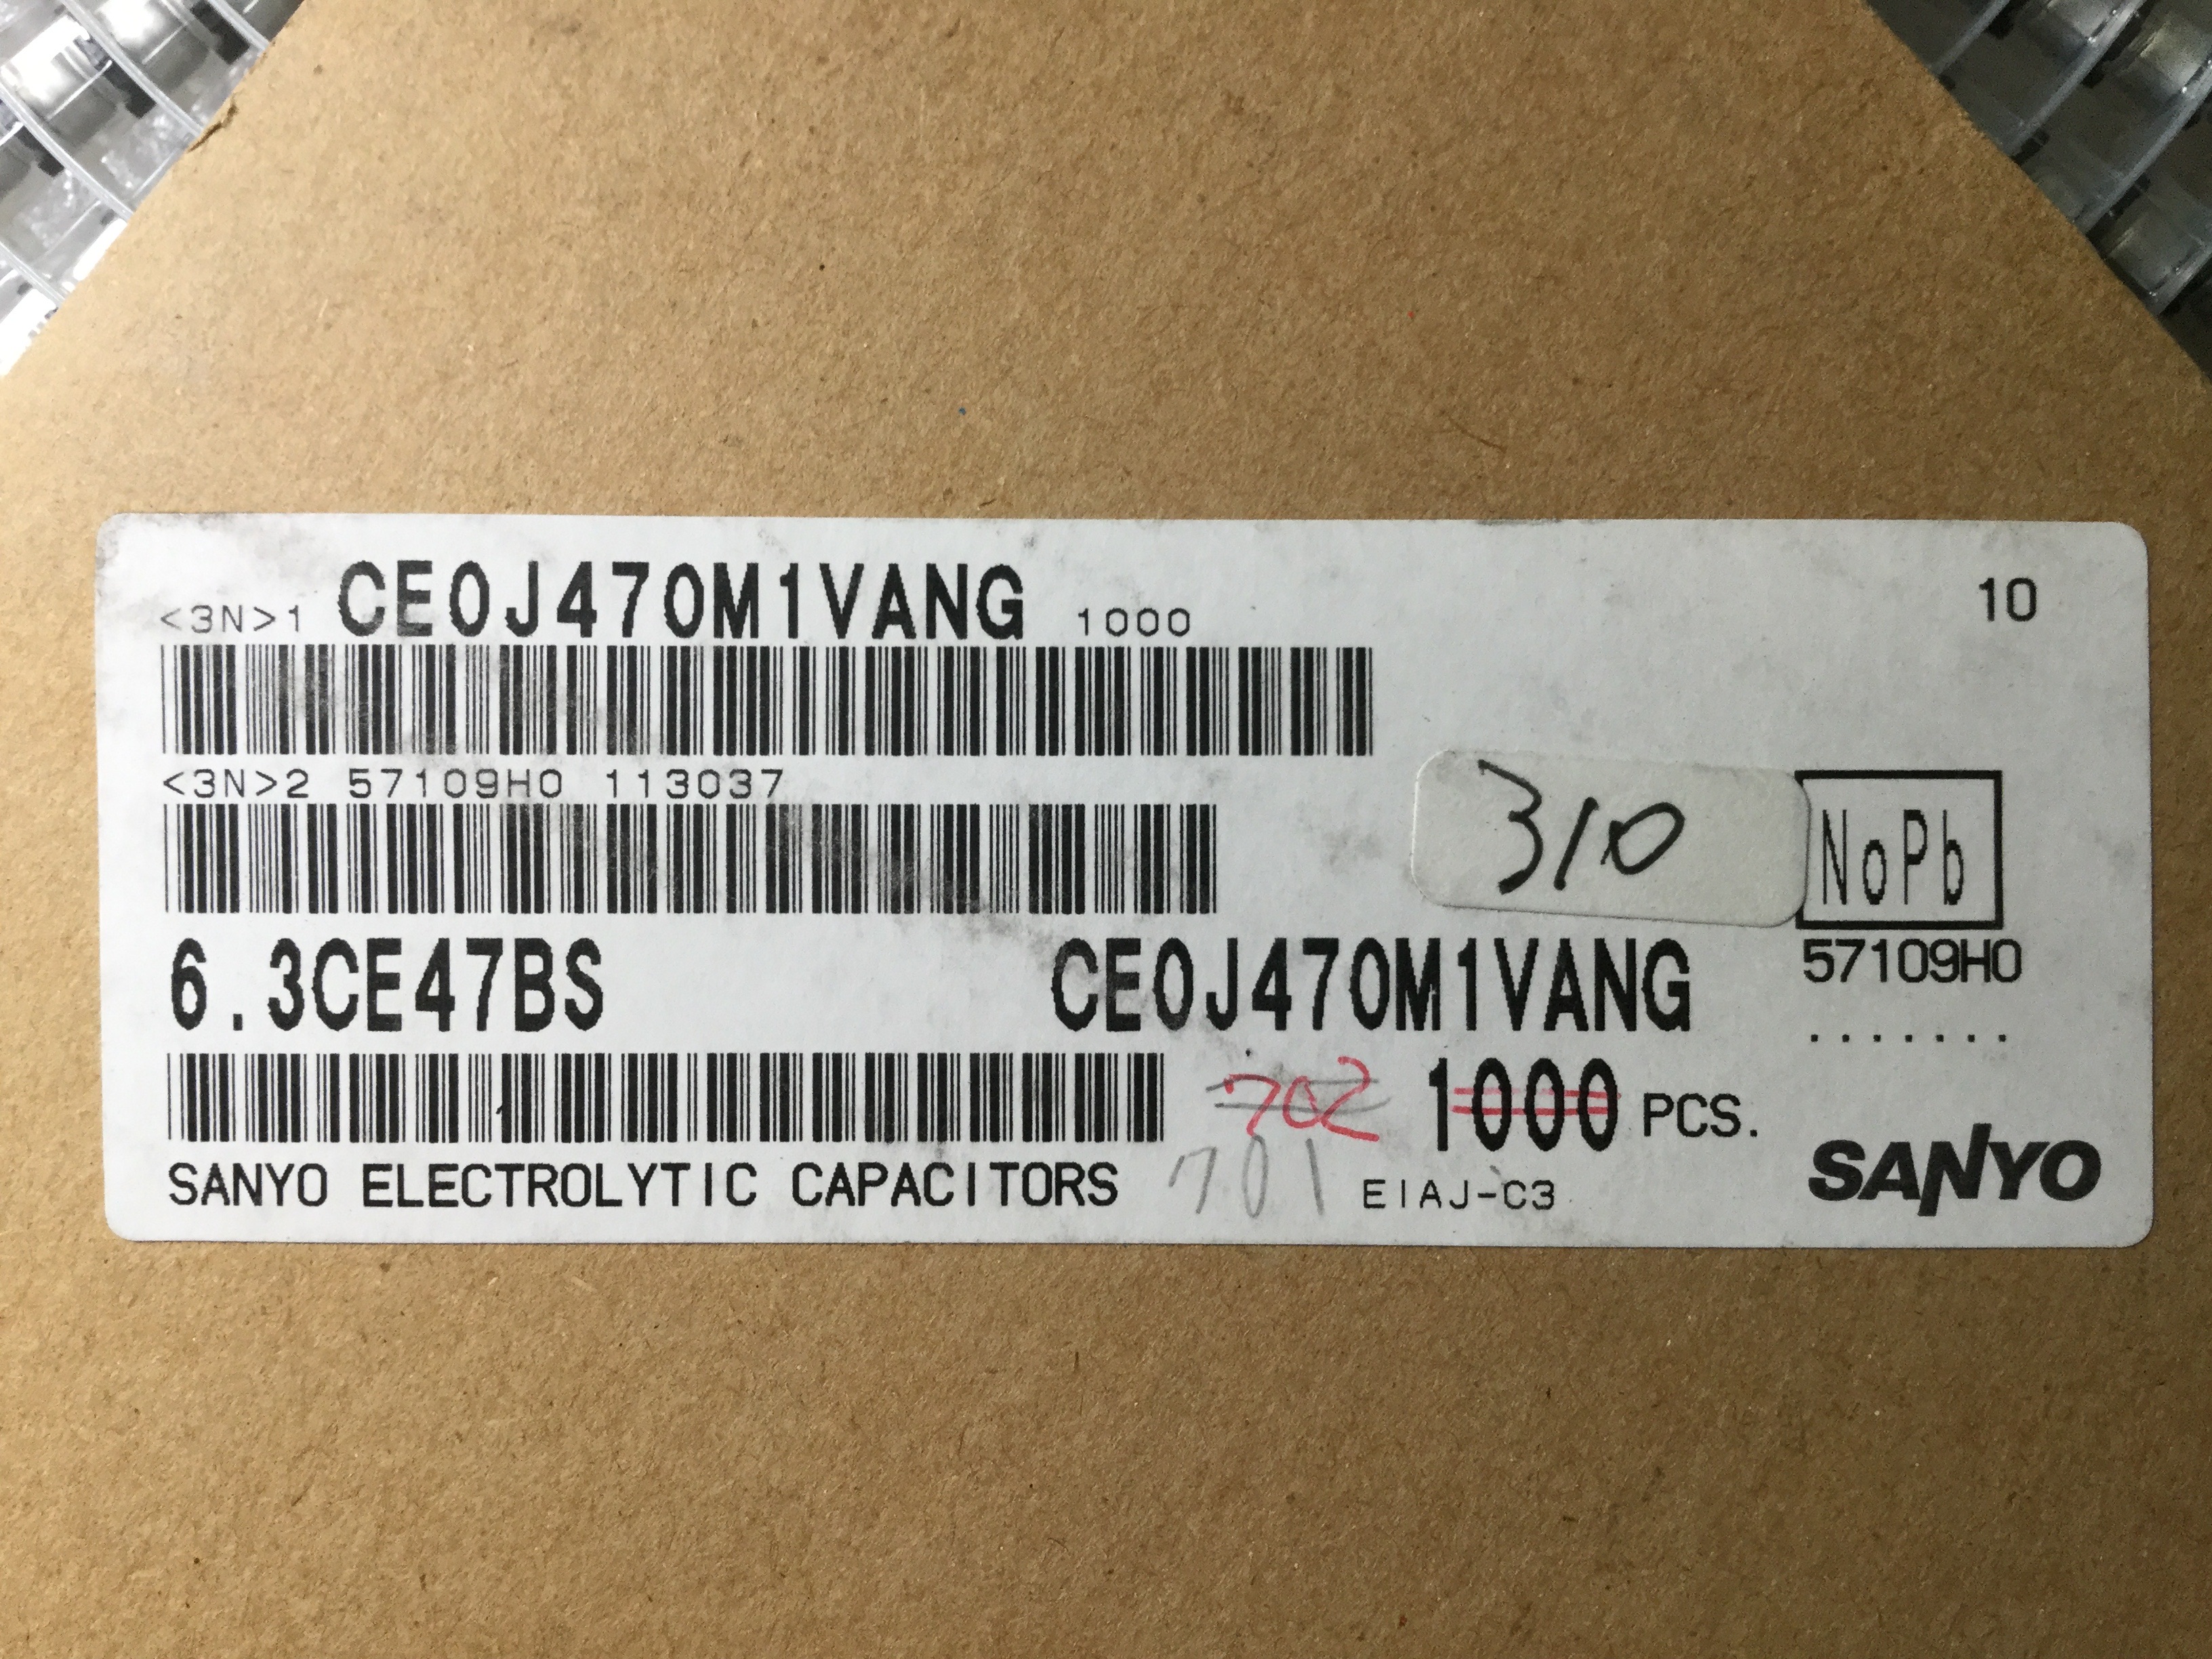 <3N>1 CE0J470M1VANG 1000
10
<3N>2 57109H0 113037
310
NoPb
57109H0
6.3CE47BS CE0J470M1VANG
.......
702 1000 PCS.
SANYO ELECTROLYTIC CAPACITORS 701 EIAJ-C3
SANYO